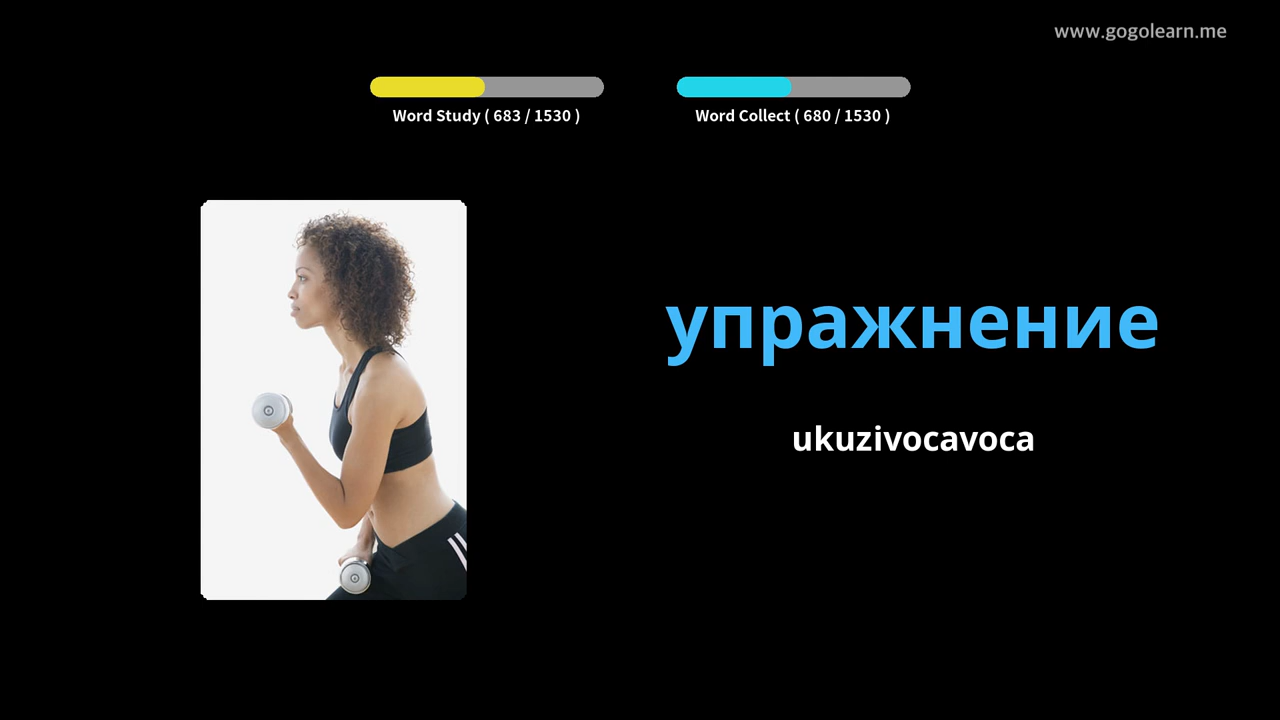 www.gogolearn.me
Word Study ( 683 / 1530 )
Word Collect ( 680 / 1530 )
упражнение
ukuzivocavoca